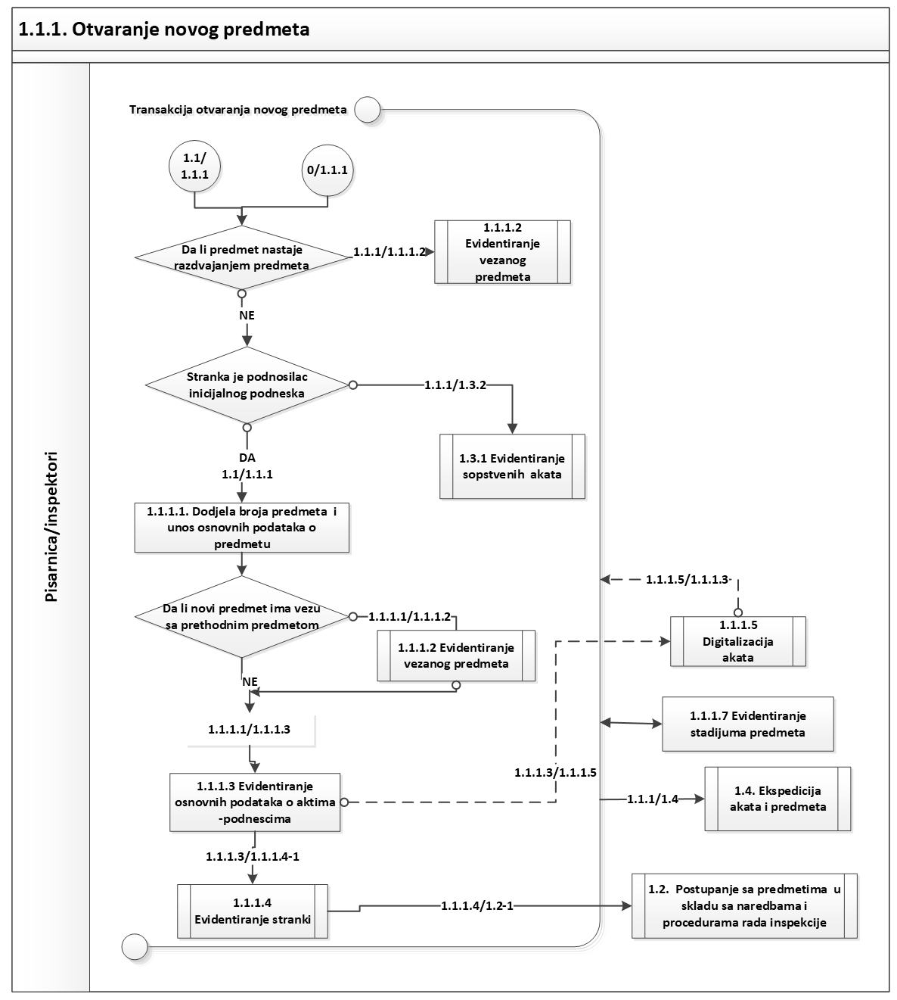 1.1.1. Otvaranje novog predmeta
Pisarnica/inspektori
Transakcija otvaranja novog predmeta
1.1/
1.1.1
0/1.1.1
Da li predmet nastaje
razdvajanjem predmeta
1.1.1/1.1.1.2
1.1.1.2
Evidentiranje
vezanog
predmeta
NE
Stranka je podnosilac
inicijalnog podneska
1.1.1/1.3.2
1.3.1 Evidentiranje
sopstvenih akata
DA
1.1/1.1.1
1.1.1.1. Dodjela broja predmeta i
unos osnovnih podataka o
predmetu
Da li novi predmet ima vezu
sa prethodnim predmetom
1.1.1.1/1.1.1.2
1.1.1.2 Evidentiranje
vezanog predmeta
NE
1.1.1.1/1.1.1.3
1.1.1.3 Evidentiranje
osnovnih podataka o aktima
-podnescima
1.1.1.3/1.1.1.5
1.1.1.5/1.1.1.3
1.1.1.5
Digitalizacija
akata
1.1.1.7 Evidentiranje
stadijuma predmeta
1.1.1/1.4
1.4. Ekspedicija
akata i predmeta
1.1.1.3/1.1.1.4-1
1.1.1.4
Evidentiranje stranki
1.1.1.4/1.2-1
1.2. Postupanje sa predmetima u
skladu sa naredbama i
procedurama rada inspekcije